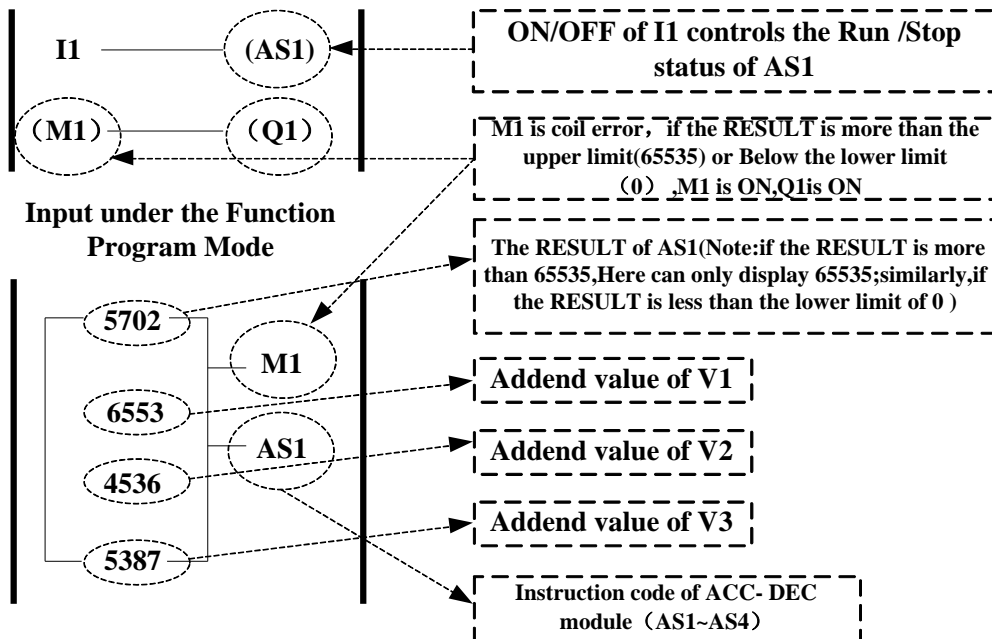 I1 (AS1)
（M1） （Q1）
Input under the Function
Program Mode
5702
M1
6553
AS1
4536
5387
ON/OFF of I1 controls the Run /Stop
status of AS1
M1 is coil error，if the RESULT is more than the
upper limit(65535) or Below the lower limit
（0）,M1 is ON,Q1is ON
The RESULT of AS1(Note:if the RESULT is more
than 65535,Here can only display 65535;similarly,if
the RESULT is less than the lower limit of 0 )
Addend value of V1
Addend value of V2
Addend value of V3
Instruction code of ACC- DEC
module（AS1~AS4）